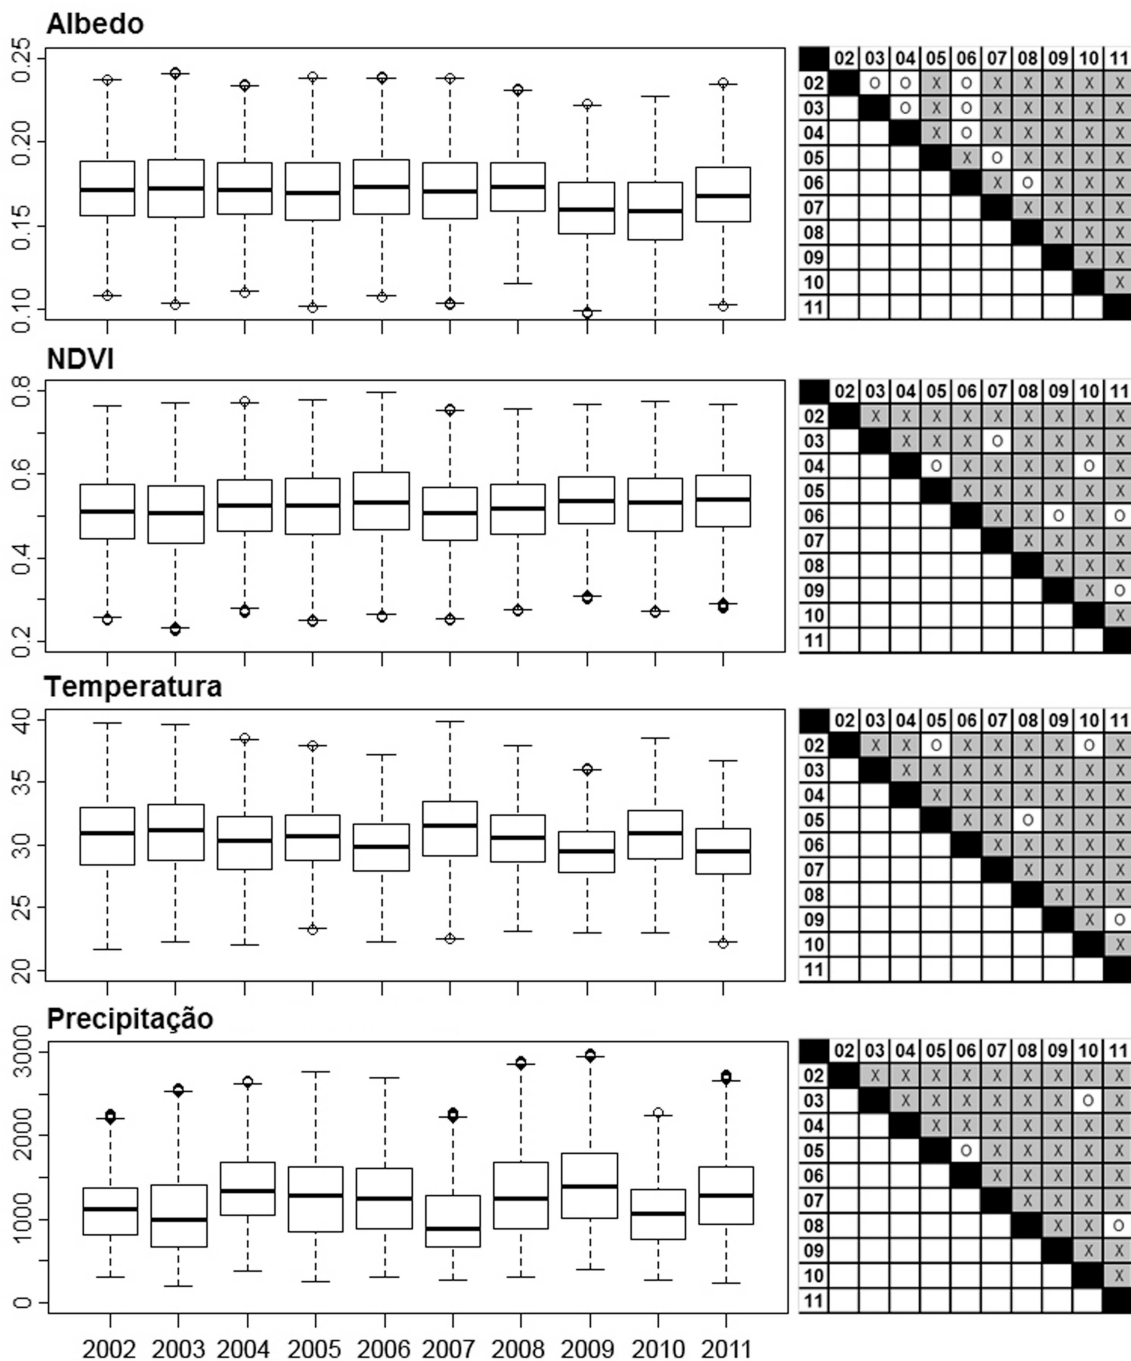 Albedo
0.25
0.20
0.15
0.10
02 03 04 05 06 07 08 09 10 11
02 O O X O X X X X X
03 O X O X X X X X
04 X O X X X X X
05 X O X X X X
06 X O X X X
07 X X X X
08 X X X
09 X X
10 X
11
NDVI
0.8
0.6
0.4
0.2
02 03 04 05 06 07 08 09 10 11
02 X X X X X X X X X
03 X X X O X X X X
04 O X X X X O X
05 X X X X X X
06 X X O X O
07 X X X X
08 X X X
09 X O
10 X
11
Temperatura
40
35
30
25
20
02 03 04 05 06 07 08 09 10 11
02 X X O X X X X O X
03 X X X X X X X X
04 X X X X X X X
05 X X O X X X
06 X X X X X
07 X X X X
08 X X X
09 X O
10 X
11
Precipitação
3000
2000
1000
0
02 03 04 05 06 07 08 09 10 11
02 X X X X X X X X X
03 X X X X X X O X
04 X X X X X X X
05 O X X X X X
06 X X X X X
07 X X X X
08 X X O
09 X X
10 X
11
2002 2003 2004 2005 2006 2007 2008 2009 2010 2011